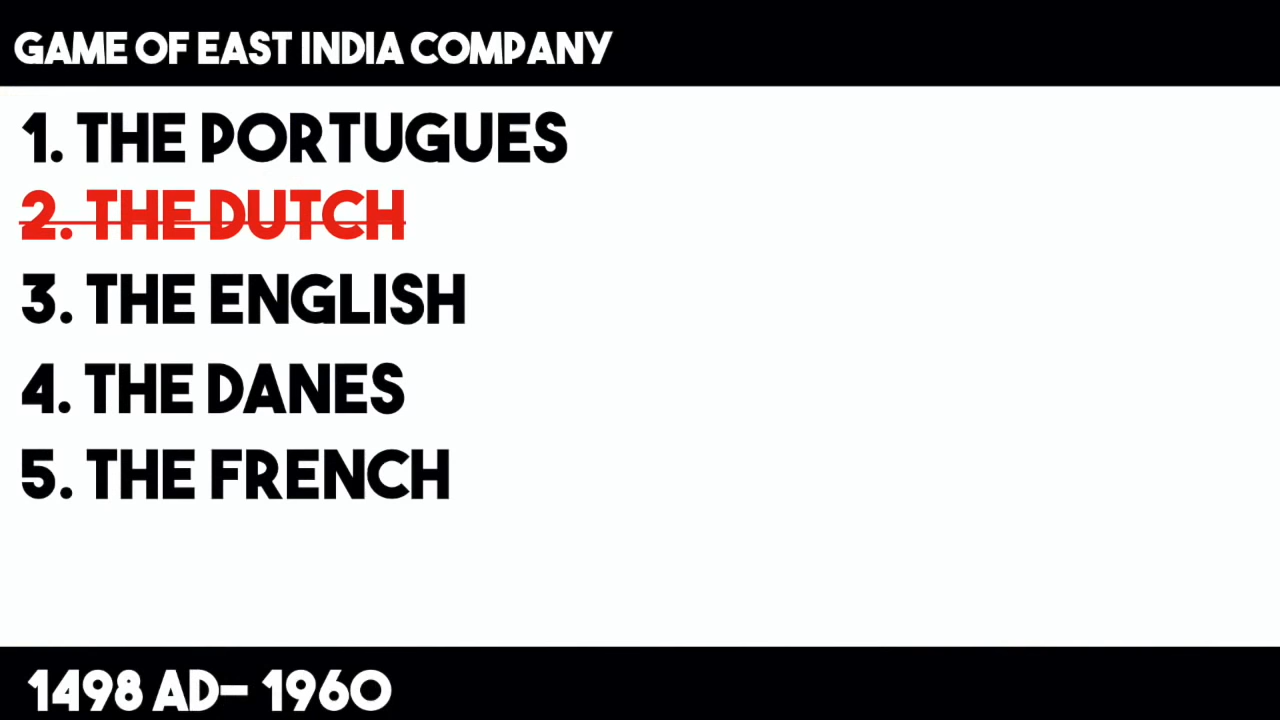 GAME OF EAST INDIA COMPANY
1. THE PORTUGUES
2. THE DUTCH
3. THE ENGLISH
4. THE DANES
5. THE FRENCH
1498 AD- 1960